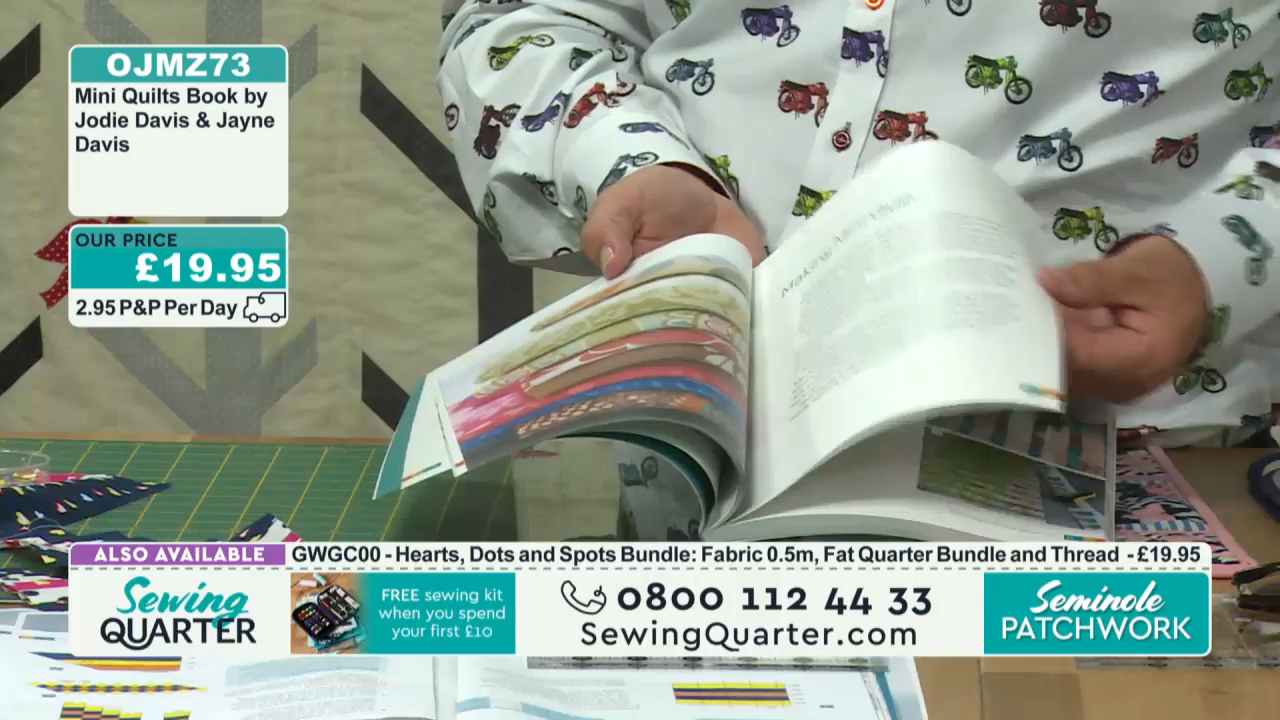 OJMZ73
Mini Quilts Book by
Jodie Davis & Jayne
Davis
OUR PRICE
£19.95
2.95 P&P Per Day
ALSO AVAILABLE
GWGC00 - Hearts, Dots and Spots Bundle: Fabric 0.5m, Fat Quarter Bundle and Thread - £19.95
Sewing
QUARTER
FREE sewing kit
when you spend
your first £10
0800 112 44 33
SewingQuarter.com
Seminole
PATCHWORK